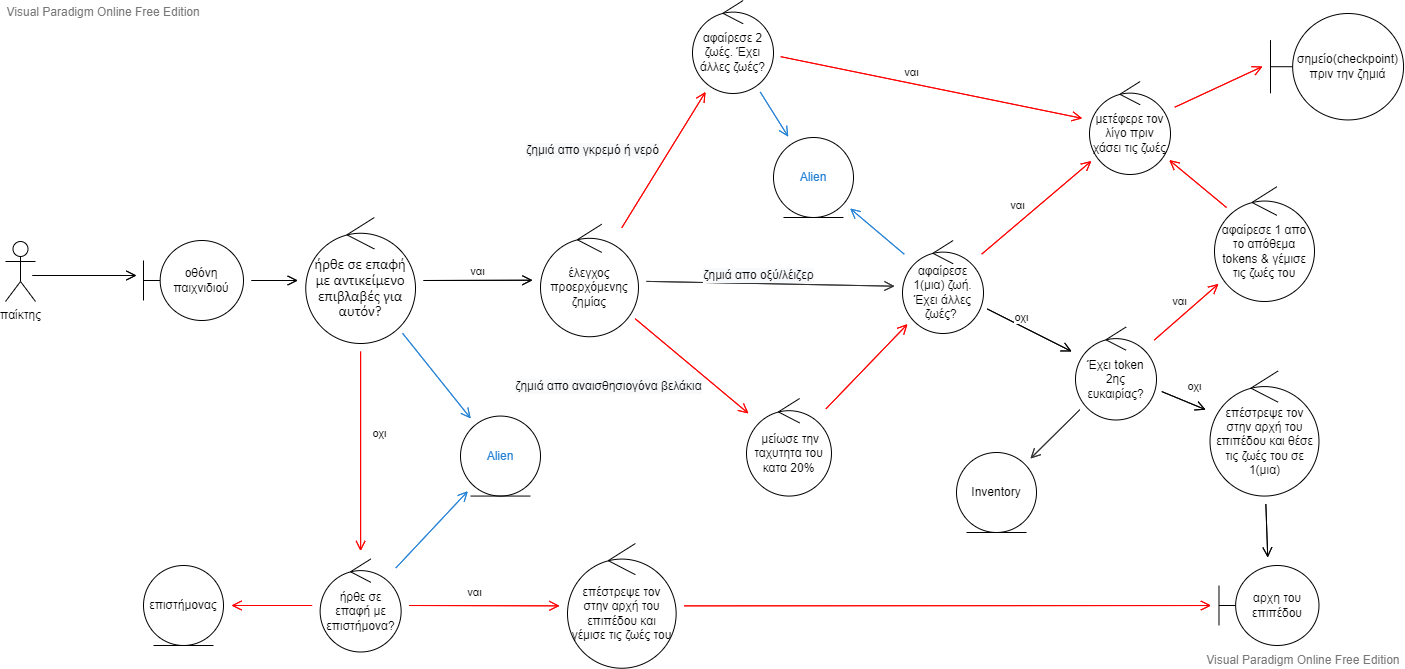 Visual Paradigm Online Free Edition
αφαίρεσε 2
ζωές. Έχει
άλλες ζωές?
ναι
σημείο(checkpoint)
πριν την ζημιά
μετέφερε τον
λίγο πριν
χάσει τις ζωές
ζημιά απο γκρεμό ή νερό
Alien
ναι
αφαίρεσε 1 απο
το απόθεμα
tokens & γέμισε
τις ζωές του
παίκτης
οθόνη
παιχνιδιού
ήρθε σε επαφή
με αντικείμενο
επιβλαβές για
αυτόν?
ναι
έλεγχος
προερχόμενης
ζημίας
ζημιά απο οξύ/λέιζερ
αφαίρεσε
1(μια) ζωή.
Έχει άλλες
ζωές?
οχι
ναι
Έχει token
2ης
ευκαιρίας?
οχι
ζημιά απο αναισθησιογόνα βελάκια
μείωσε την
ταχυτητα του
κατα 20%
επέστρεψε τον
στην αρχή του
επιπέδου και θέσε
τις ζωές του σε
1(μια)
οχι
Alien
Inventory
επιστήμονας
ήρθε σε
επαφή με
επιστήμονα?
ναι
επέστρεψε τον
στην αρχή του
επιπέδου και
γέμισε τις ζωές του
αρχη του
επιπέδου
Visual Paradigm Online Free Edition